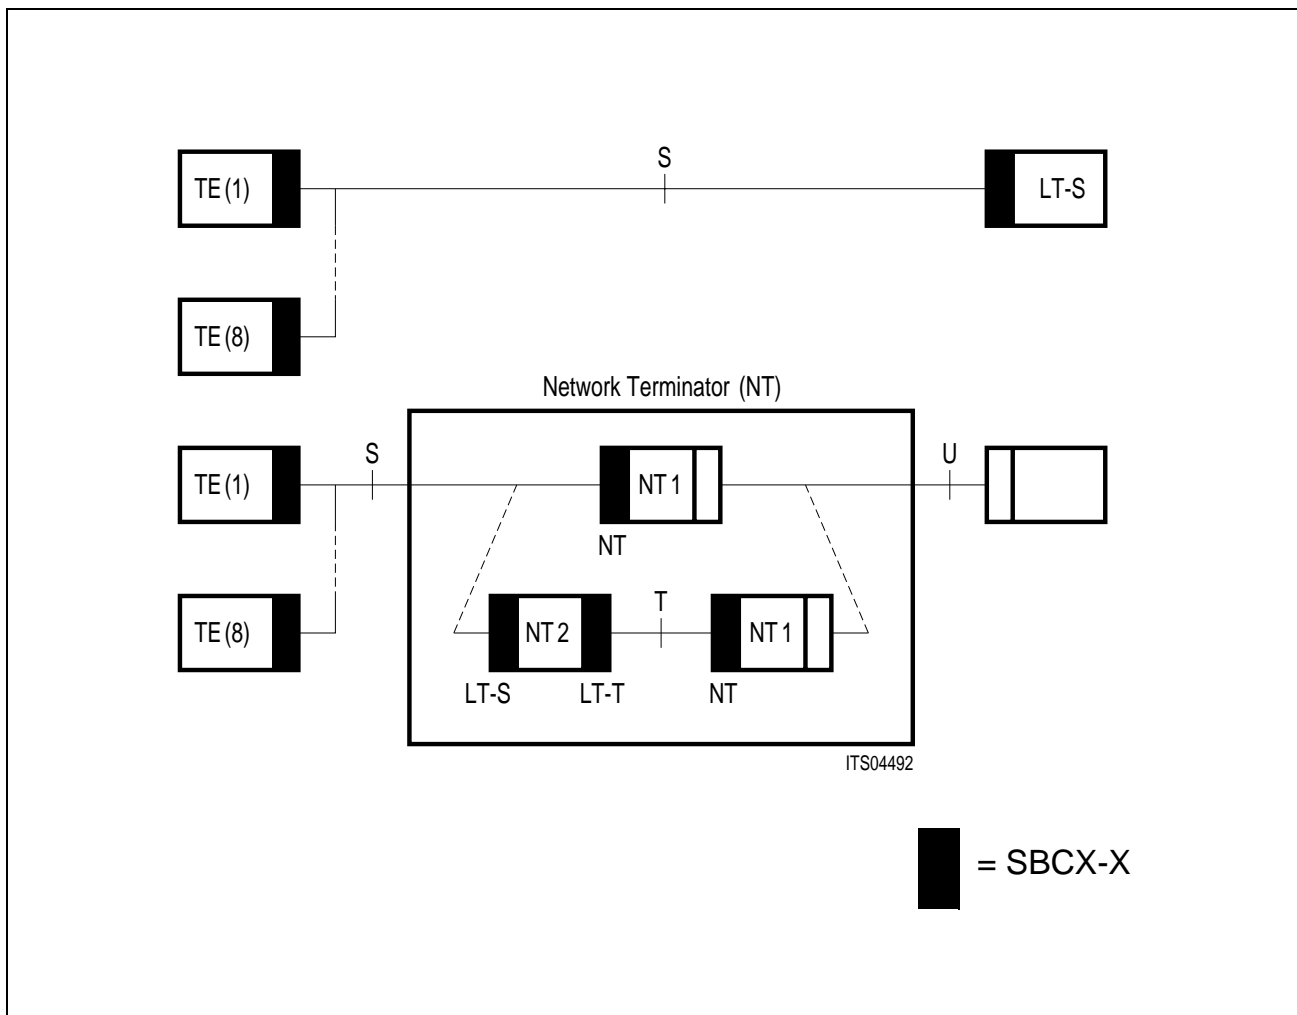 S
TE (1)
LT-S
TE (8)
Network Terminator (NT)
TE (1)
S
NT 1
U
NT
TE (8)
NT 2
T
NT 1
LT-S
LT-T
NT
ITS04492
= SBCX-X